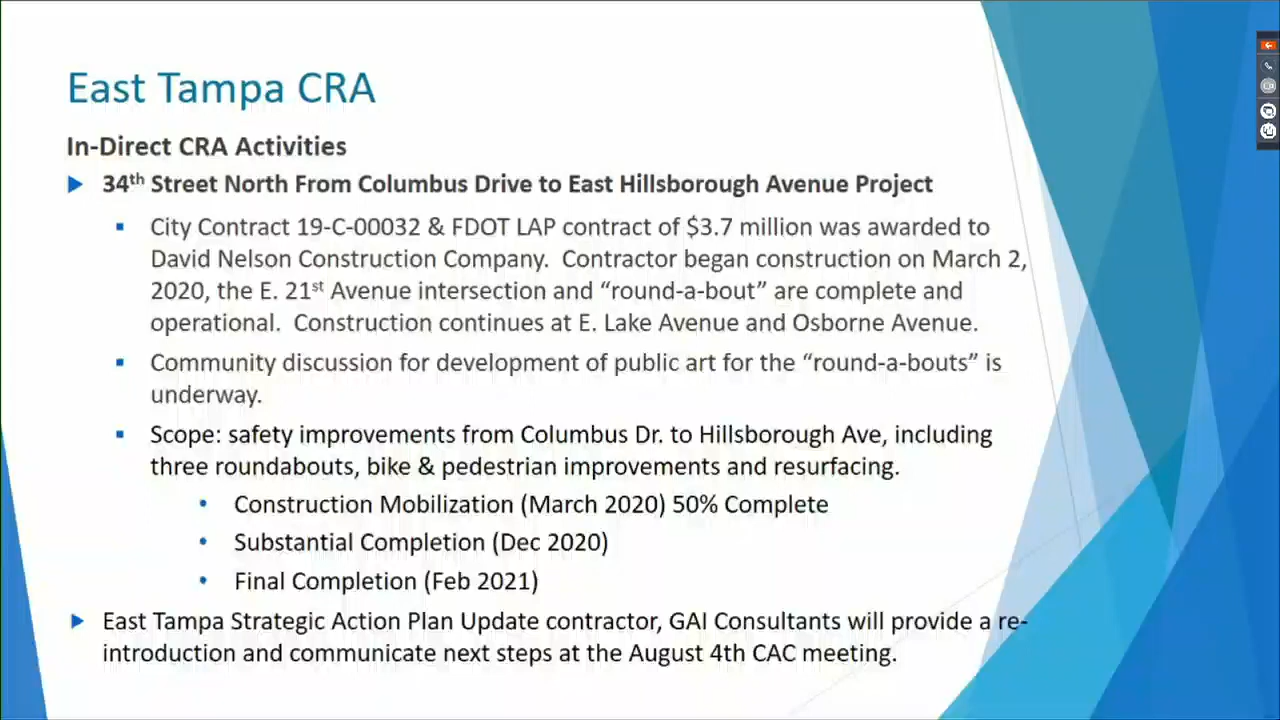 East Tampa CRA
In-Direct CRA Activities
34th Street North From Columbus Drive to East Hillsborough Avenue Project
City Contract 19-C-00032 & FDOT LAP contract of $3.7 million was awarded to
David Nelson Construction Company.  Contractor began construction on March 2,
2020, the E. 21st Avenue intersection and “round-a-bout” are complete and
operational.  Construction continues at E. Lake Avenue and Osborne Avenue.
Community discussion for development of public art for the “round-a-bouts” is
underway.
Scope: safety improvements from Columbus Dr. to Hillsborough Ave, including
three roundabouts, bike & pedestrian improvements and resurfacing.
Construction Mobilization (March 2020) 50% Complete
Substantial Completion (Dec 2020)
Final Completion (Feb 2021)
East Tampa Strategic Action Plan Update contractor, GAI Consultants will provide a re-
introduction and communicate next steps at the August 4th CAC meeting.